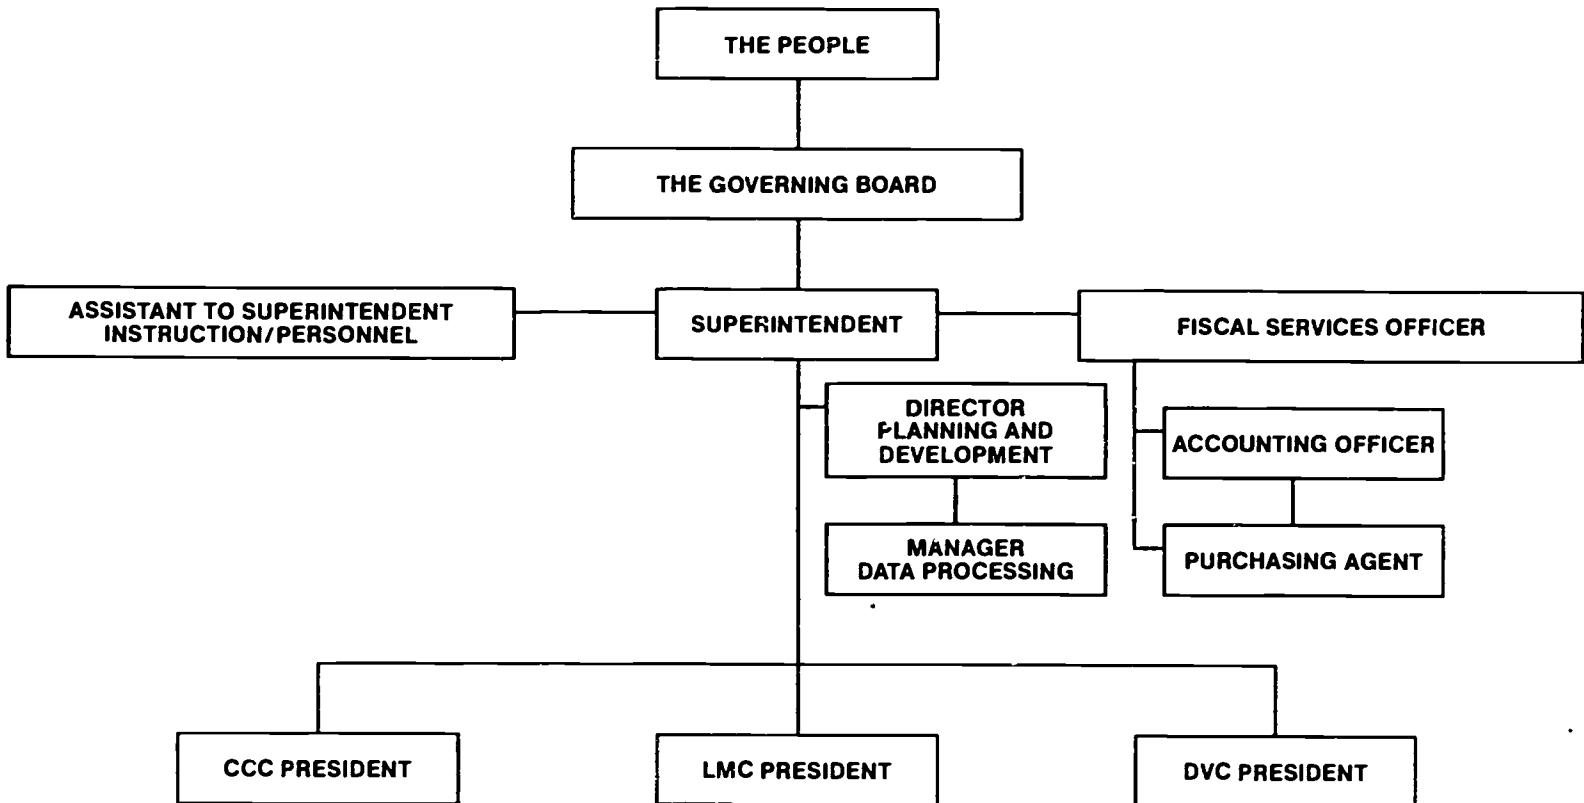 THE PEOPLE
THE GOVERNING BOARD
ASSISTANT TO SUPERINTENDENT
INSTRUCTION/PERSONNEL
SUPERINTENDENT
FISCAL SERVICES OFFICER
DIRECTOR
PLANNING AND
DEVELOPMENT
ACCOUNTING OFFICER
MANAGER
DATA PROCESSING
PURCHASING AGENT
CCC PRESIDENT
LMC PRESIDENT
DVC PRESIDENT